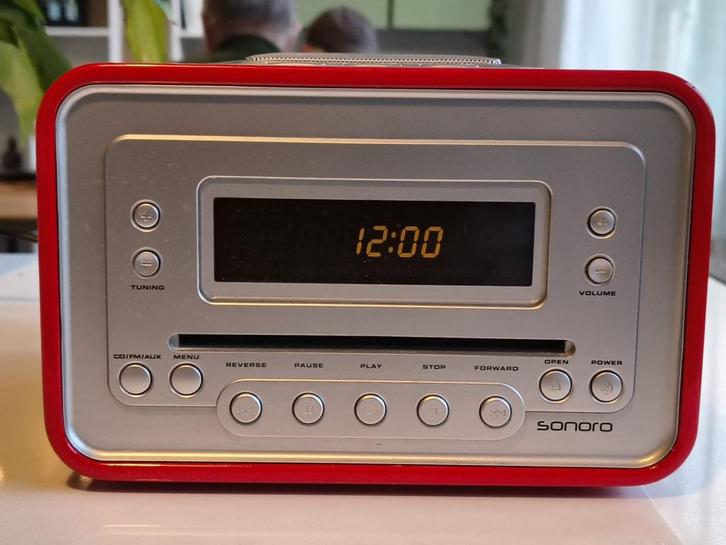 12:00
TUNING
VOLUME
CD/FM/AUX MENU REVERSE PAUSE PLAY STOP FORWARD OPEN POWER
sonoro